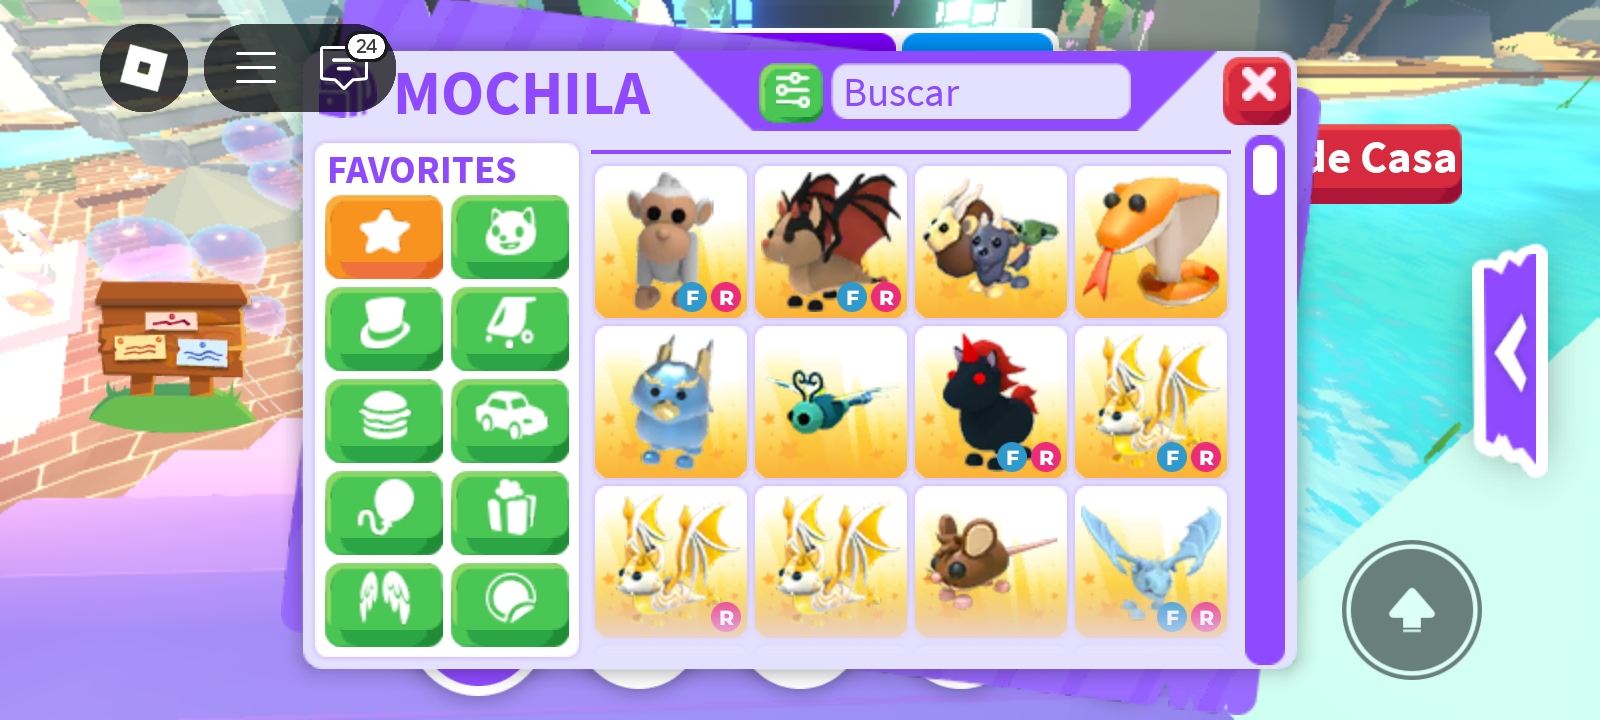 24
MOCHILA
Buscar
FAVORITES
de Casa
F R
F R
F R
F R
R
F R